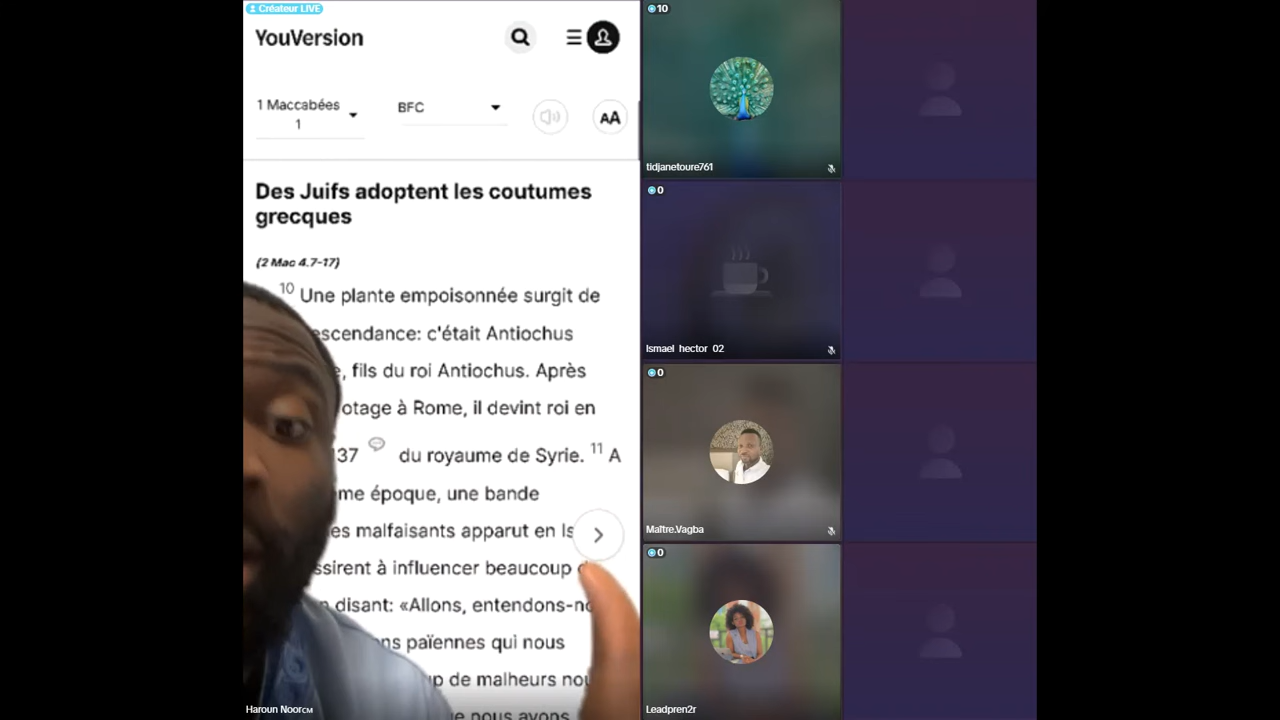 Créateur LIVE
YouVersion
1 Maccabées
1
BFC
AA
Des Juifs adoptent les coutumes
grecques
(2 Mac 4.7-17)
10 Une plante empoisonnée surgit de
escendance: c'était Antiochus
, fils du roi Antiochus. Après
otage à Rome, il devint roi en
137 du royaume de Syrie. 11 A
me époque, une bande
es malfaisants apparut en Is
ssirent à influencer beaucoup d
disant: «Allons, entendons-no
ns païennes qui nous
p de malheurs nou
e nous avons
Haroun Noor CM
10
tidjanetoure761
0
Ismael hector 02
0
Maître.Vagba
0
Leadpren2r